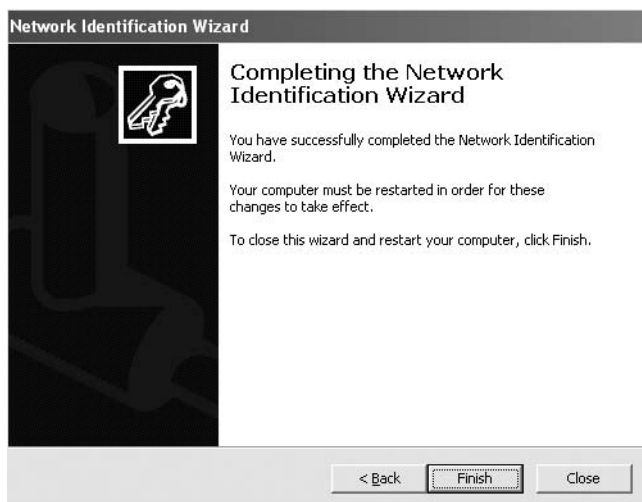 Network Identification Wizard
Completing the Network
Identification Wizard
You have successfully completed the Network Identification
Wizard.
Your computer must be restarted in order for these
changes to take effect.
To close this wizard and restart your computer, click Finish.
< Back
Finish
Close